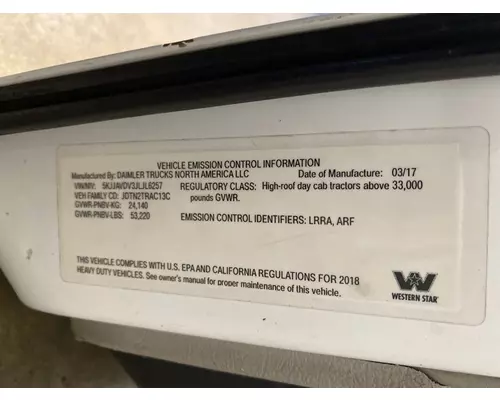 VEHICLE EMISSION CONTROL INFORMATION
Manufactured By: DAIMLER TRUCKS NORTH AMERICA LLC Date of Manufacture: 03/17
VIN/NIV: 5KJJAVDV3JLJL6257 REGULATORY CLASS: High-roof day cab tractors above 33,000
VEH FAMILY CD: JDTN2TRAC13C pounds GVWR.
GVWR-PNBV-KG: 24,140
GVWR-PNBV-LBS: 53,220 EMISSION CONTROL IDENTIFIERS: LRRA, ARF
THIS VEHICLE COMPLIES WITH U.S. EPA AND CALIFORNIA REGULATIONS FOR 2018
HEAVY DUTY VEHICLES. See owner's manual for proper maintenance of this vehicle.
WESTERN STAR